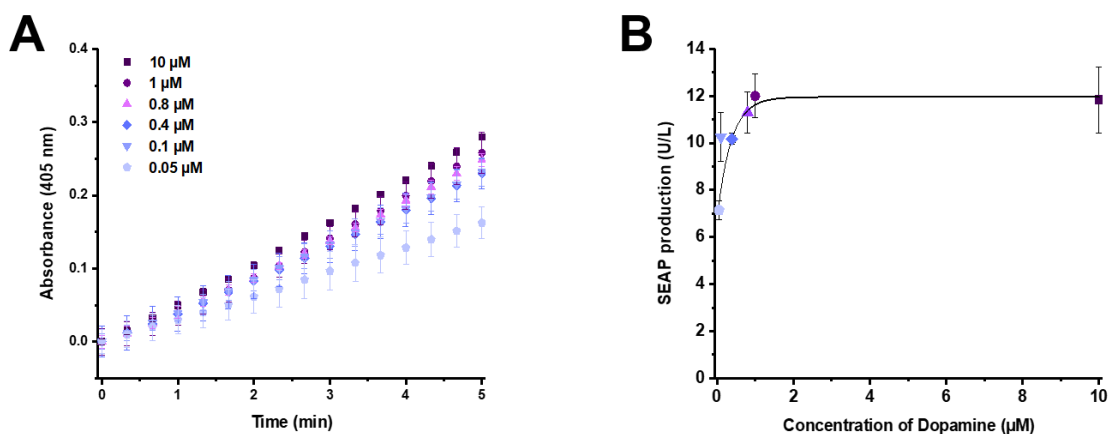 A
Absorbance (405 nm)
0.4
0.3
0.2
0.1
0.0
10 µM
1 µM
0.8 µM
0.4 µM
0.1 µM
0.05 µM
0 1 2 3 4 5
Time (min)
B
SEAP production (U/L)
14
12
10
8
6
4
2
0
0 2 4 6 8 10
Concentration of Dopamine (µM)